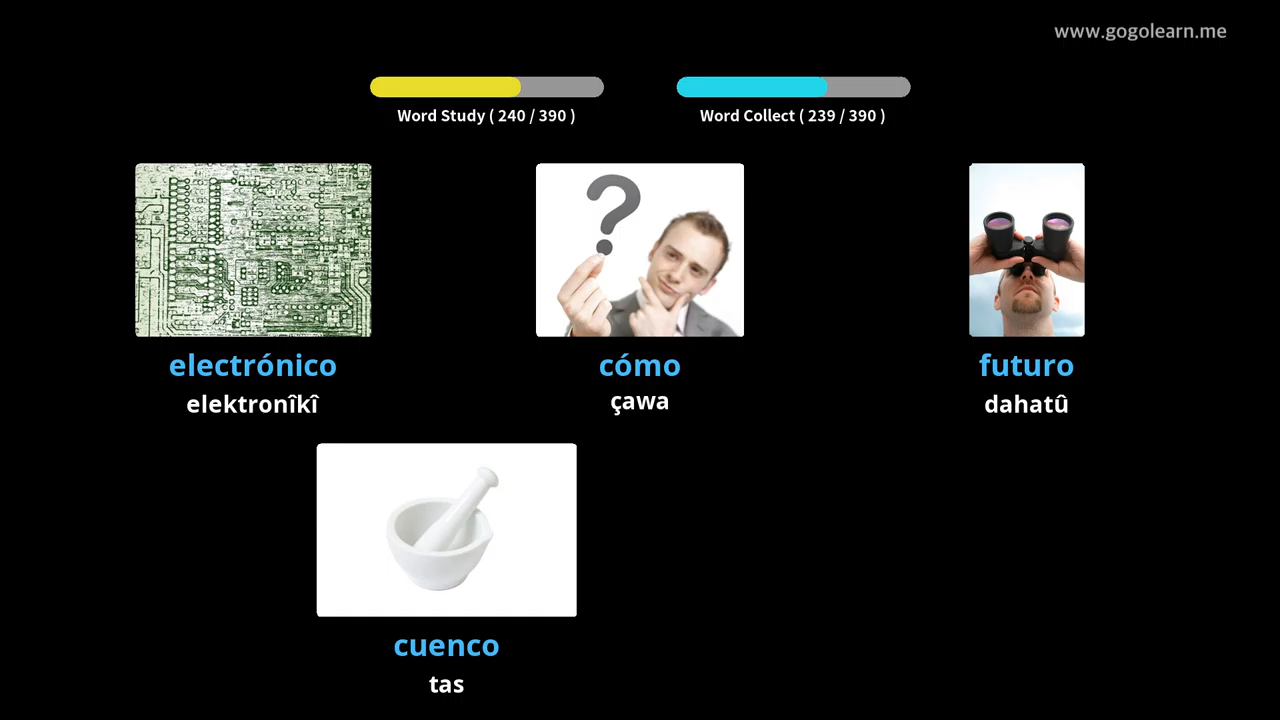 www.gogolearn.me
Word Study ( 240 / 390 )
Word Collect ( 239 / 390 )
electrónico
elektronîkî
cómo
çawa
futuro
dahatû
cuenco
tas